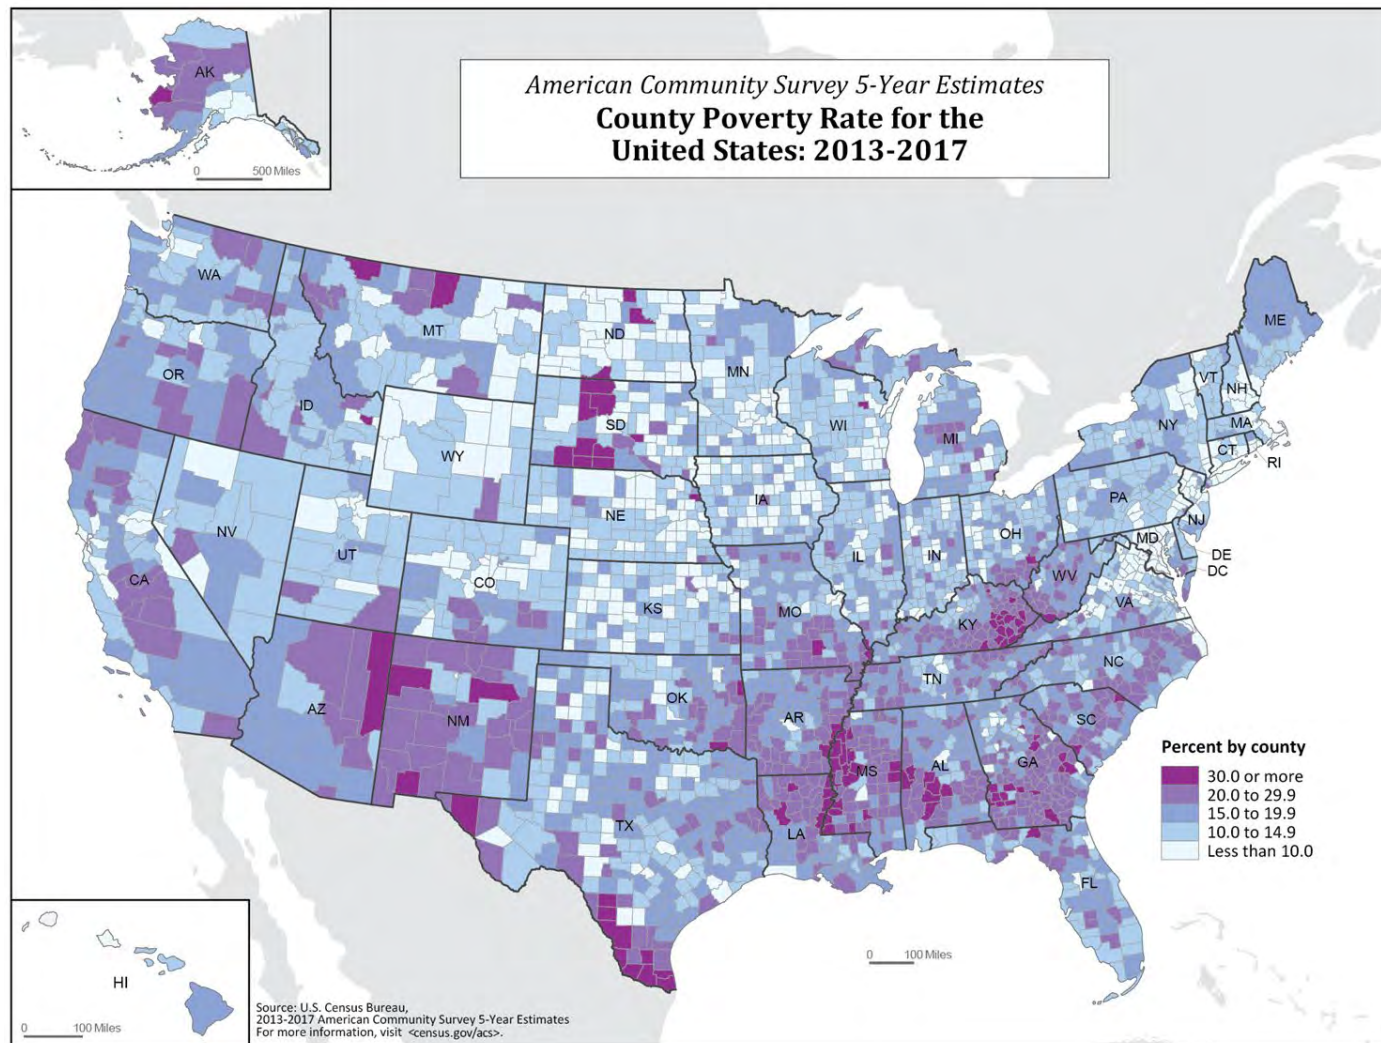 American Community Survey 5-Year Estimates
County Poverty Rate for the
United States: 2013-2017
AK
0 500 Miles
WA
MT
ND
MN
ME
OR
ID
SD
WI
MI
VT
NH
NY
MA
CT
RI
WY
IA
NE
PA
NJ
NV
UT
CO
IL
IN
OH
MD
DE
DC
CA
KS
MO
WV
VA
KY
NC
TN
AZ
NM
OK
AR
SC
MS
AL
GA
TX
LA
FL
Percent by county
30.0 or more
20.0 to 29.9
15.0 to 19.9
10.0 to 14.9
Less than 10.0
0 100 Miles
HI
0 100 Miles
Source: U.S. Census Bureau,
2013-2017 American Community Survey 5-Year Estimates
For more information, visit <census.gov/acs>.